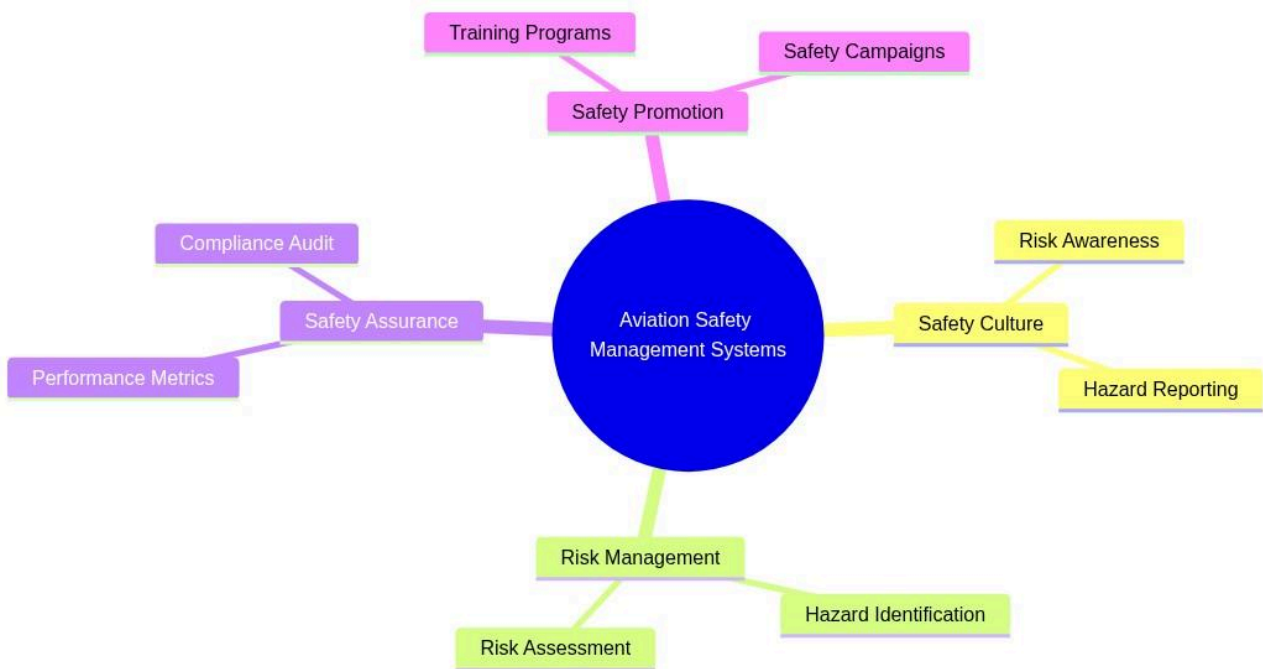 Training Programs
Safety Campaigns
Safety Promotion
Compliance Audit
Risk Awareness
Safety Assurance
Aviation Safety
Management Systems
Safety Culture
Performance Metrics
Hazard Reporting
Risk Management
Hazard Identification
Risk Assessment